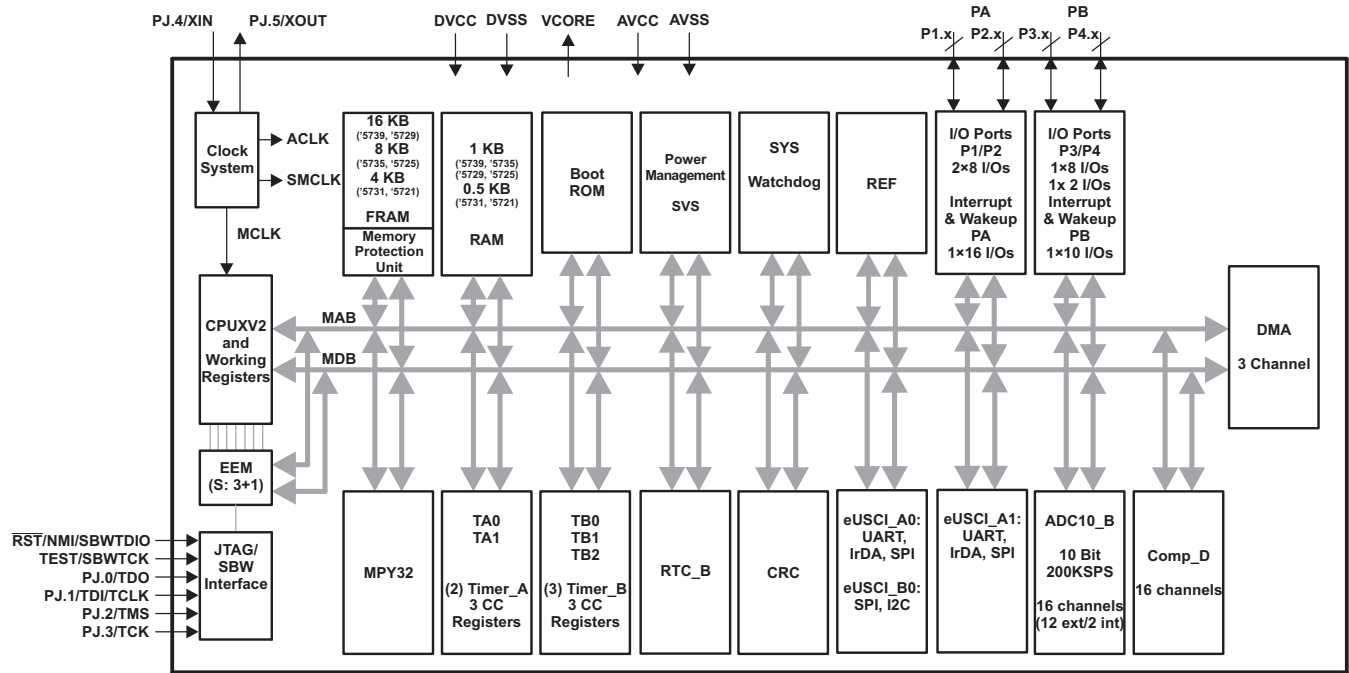 PJ.4/XIN
PJ.5/XOUT
DVCC
DVSS
VCORE
AVCC
AVSS
PA
PB
P1.x
P2.x
P3.x
P4.x
Clock
System
ACLK
SMCLK
MCLK
16 KB
('5739, '5729)
8 KB
('5735, '5725)
4 KB
('5731, '5721)
FRAM
Memory
Protection
Unit
1 KB
('5739, '5735)
('5729, '5725)
0.5 KB
('5731, '5721)
RAM
Boot
ROM
Power
Management
SVS
SYS
Watchdog
REF
I/O Ports
P1/P2
2×8 I/Os
Interrupt
& Wakeup
PA
1×16 I/Os
I/O Ports
P3/P4
1×8 I/Os
1x 2 I/Os
Interrupt
& Wakeup
PB
1×10 I/Os
CPUXV2
and
Working
Registers
MAB
MDB
DMA
3 Channel
EEM
(S: 3+1)
RST/NMI/SBWTDIO
TEST/SBWTCK
PJ.0/TDO
PJ.1/TDI/TCLK
PJ.2/TMS
PJ.3/TCK
JTAG/
SBW
Interface
MPY32
TA0
TA1
(2) Timer_A
3 CC
Registers
TB0
TB1
TB2
(3) Timer_B
3 CC
Registers
RTC_B
CRC
eUSCI_A0:
UART,
IrDA, SPI
eUSCI_B0:
SPI, I2C
eUSCI_A1:
UART,
IrDA, SPI
ADC10_B
10 Bit
200KSPS
16 channels
(12 ext/2 int)
Comp_D
16 channels